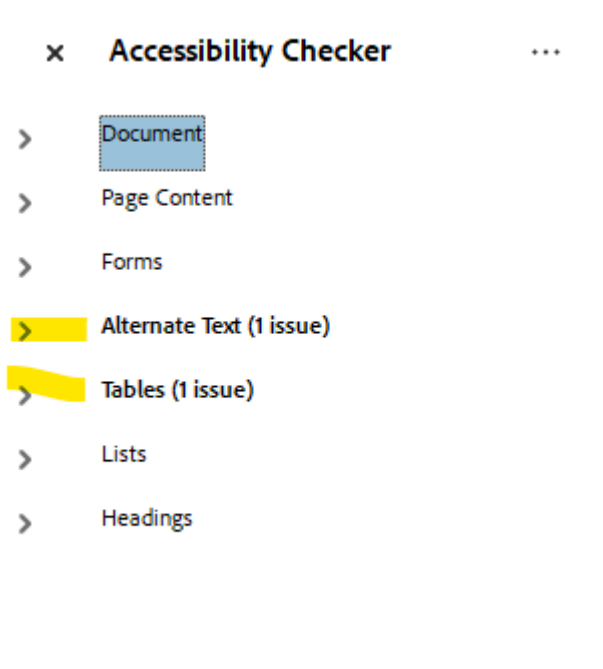 Accessibility Checker
Document
Page Content
Forms
Alternate Text (1 issue)
Tables (1 issue)
Lists
Headings